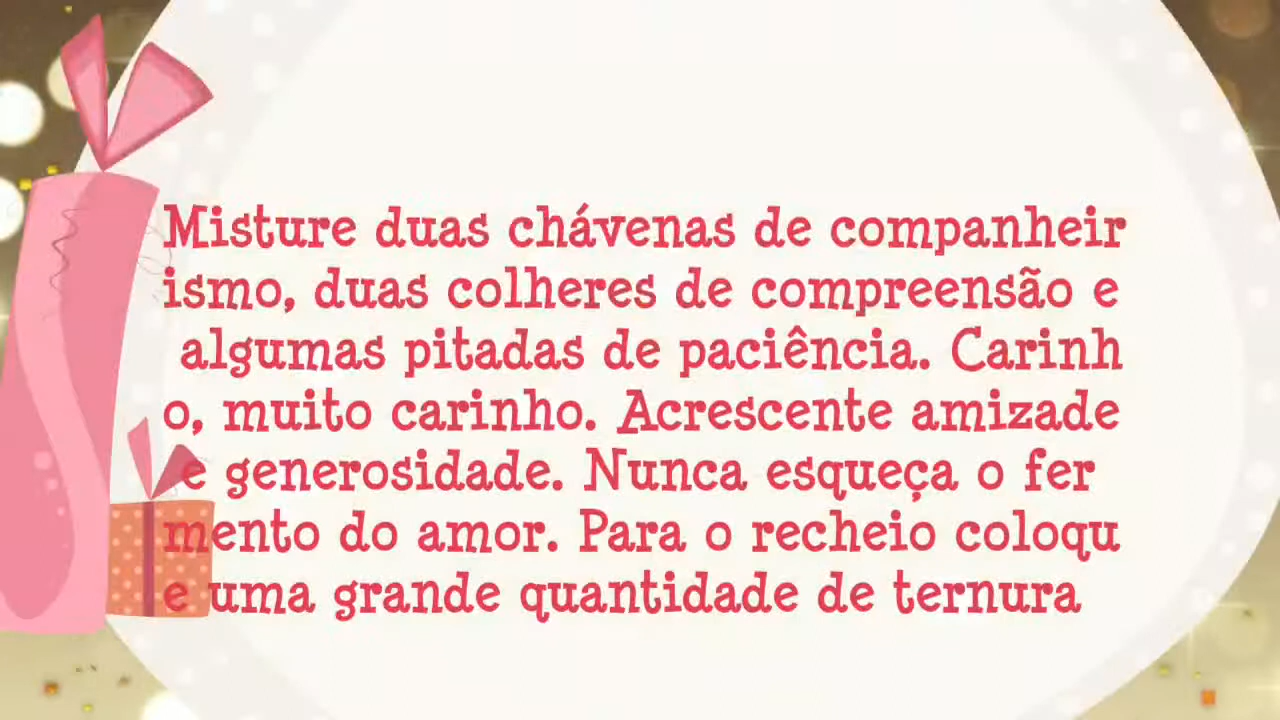 Misture duas chávenas de companheir
ismo, duas colheres de compreensão e
algumas pitadas de paciência. Carinh
o, muito carinho. Acrescente amizade
e generosidade. Nunca esqueça o fer
mento do amor. Para o recheio coloqu
e uma grande quantidade de ternura